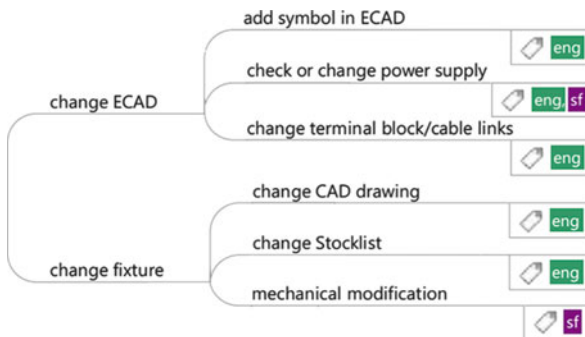 add symbol in ECAD
eng
check or change power supply
eng, sf
change ECAD
change terminal block/cable links
eng
change CAD drawing
eng
change Stocklist
eng
change fixture
mechanical modification
sf